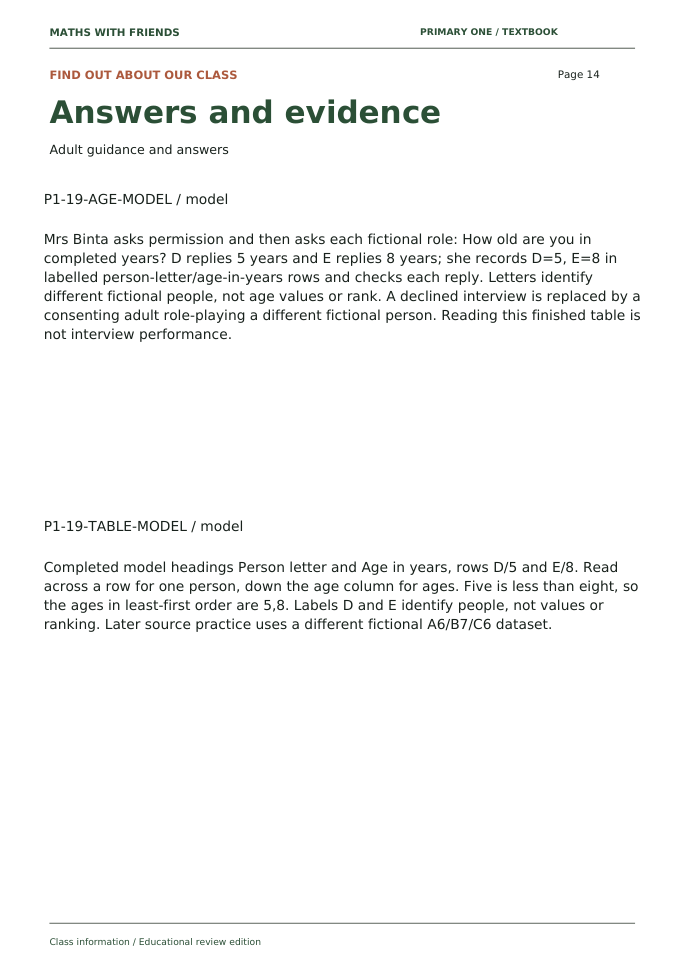 MATHS WITH FRIENDS
PRIMARY ONE / TEXTBOOK
FIND OUT ABOUT OUR CLASS
Page 14
Answers and evidence
Adult guidance and answers
P1-19-AGE-MODEL / model
Mrs Binta asks permission and then asks each fictional role: How old are you in
completed years? D replies 5 years and E replies 8 years; she records D=5, E=8 in
labelled person-letter/age-in-years rows and checks each reply. Letters identify
different fictional people, not age values or rank. A declined interview is replaced by a
consenting adult role-playing a different fictional person. Reading this finished table is
not interview performance.
P1-19-TABLE-MODEL / model
Completed model headings Person letter and Age in years, rows D/5 and E/8. Read
across a row for one person, down the age column for ages. Five is less than eight, so
the ages in least-first order are 5,8. Labels D and E identify people, not values or
ranking. Later source practice uses a different fictional A6/B7/C6 dataset.
Class information / Educational review edition